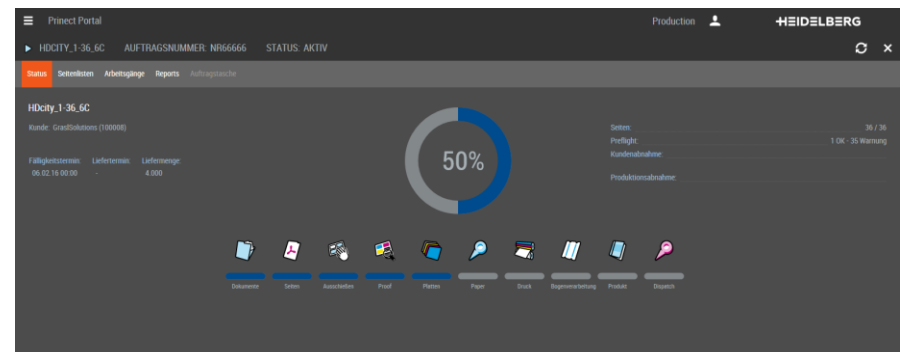 Prinect Portal
Production
HEIDELBERG
HDCITY_1-36_6C AUFTRAGSNUMMER: NR66666 STATUS: AKTIV
Status Seitenlisten Arbeitsgänge Reports Auftragstasche
HDcity_1-36_6C
Kunde: GraslSolutions (100008)
Fälligkeitstermin: Liefertermin: Liefermenge:
06.02.16 00:00 - 4.000
50%
Seiten: 36 / 36
Preflight: 1 OK - 35 Warnung
Kundenabnahme:
Produktionsabnahme:
Dokumente Seiten Ausschießen Proof Platten Paper Druck Bogenverarbeitung Produkt Dispatch